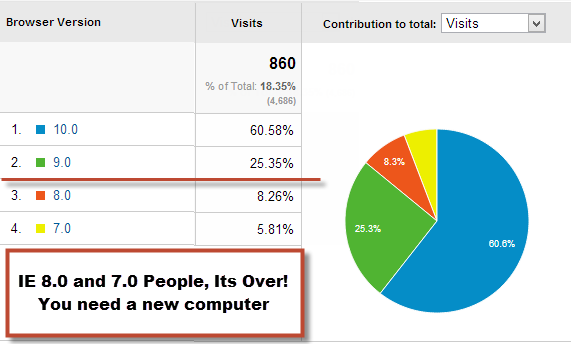 Browser Version Visits Contribution to total: Visits
860
% of Total: 18.35%
(4,686)
1. 10.0 60.58%
2. 9.0 25.35%
3. 8.0 8.26%
4. 7.0 5.81%
8.3%
25.3%
60.6%
IE 8.0 and 7.0 People, Its Over!
You need a new computer